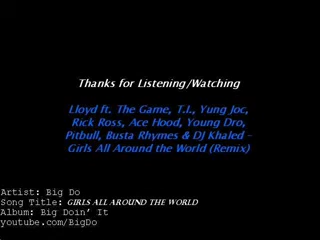 Thanks for Listening/Watching
Lloyd ft. The Game, T.I., Yung Joc,
Rick Ross, Ace Hood, Young Dro,
Pitbull, Busta Rhymes & DJ Khaled -
Girls All Around the World (Remix)
Artist: Big Do
Song Title: GIRLS ALL AROUND THE WORLD
Album: Big Doin' It
youtube.com/BigDo